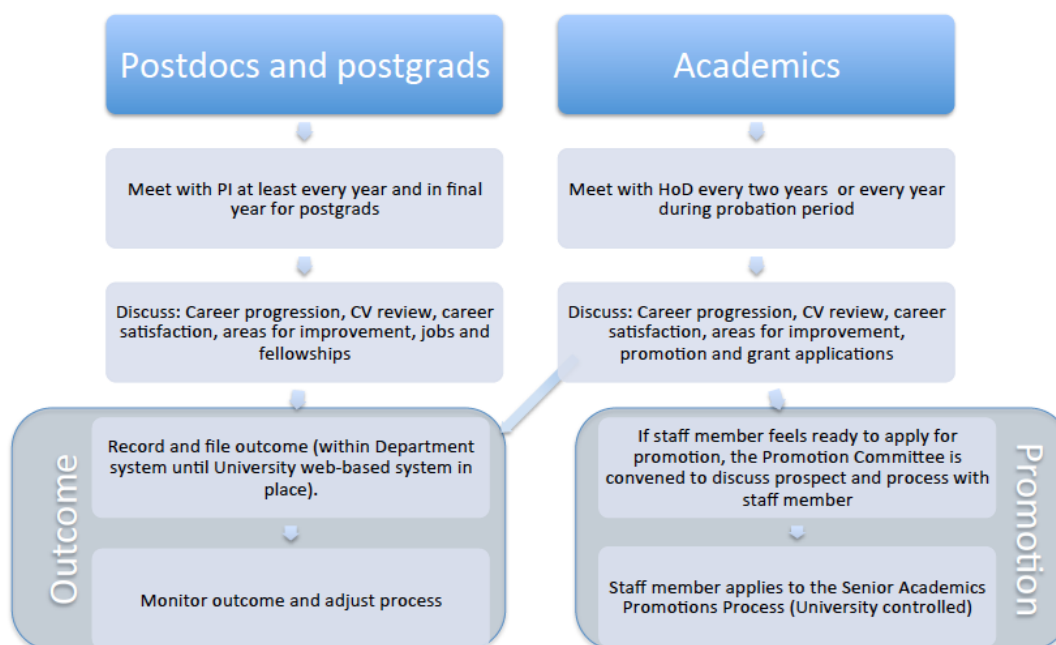 Postdocs and postgrads
Meet with PI at least every year and in final
year for postgrads
Discuss: Career progression, CV review, career
satisfaction, areas for improvement, jobs and
fellowships
Outcome
Record and file outcome (within Department
system until University web-based system in
place).
Monitor outcome and adjust process
Academics
Meet with HoD every two years or every year
during probation period
Discuss: Career progression, CV review, career
satisfaction, areas for improvement,
promotion and grant applications
If staff member feels ready to apply for
promotion, the Promotion Committee is
convened to discuss prospect and process with
staff member
Staff member applies to the Senior Academics
Promotions Process (University controlled)
Promotion